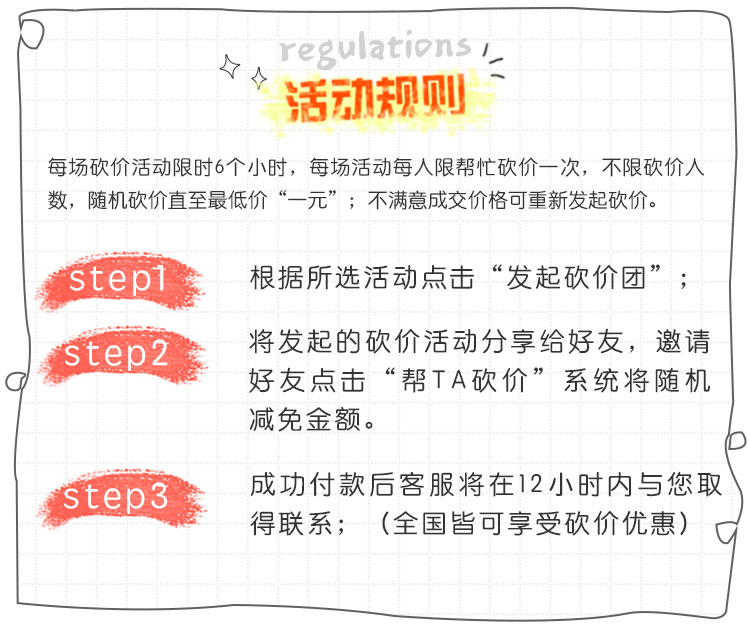 regulations
活动规则
每场砍价活动限时6个小时，每场活动每人限帮忙砍价一次，不限砍价人
数，随机砍价直至最低价“一元”；不满意成交价格可重新发起砍价。
step1
根据所选活动点击“发起砍价团”；
step2
将发起的砍价活动分享给好友，邀请
好友点击“帮TA砍价”系统将随机
减免金额。
step3
成功付款后客服将在12小时内与您取
得联系；（全国皆可享受砍价优惠）